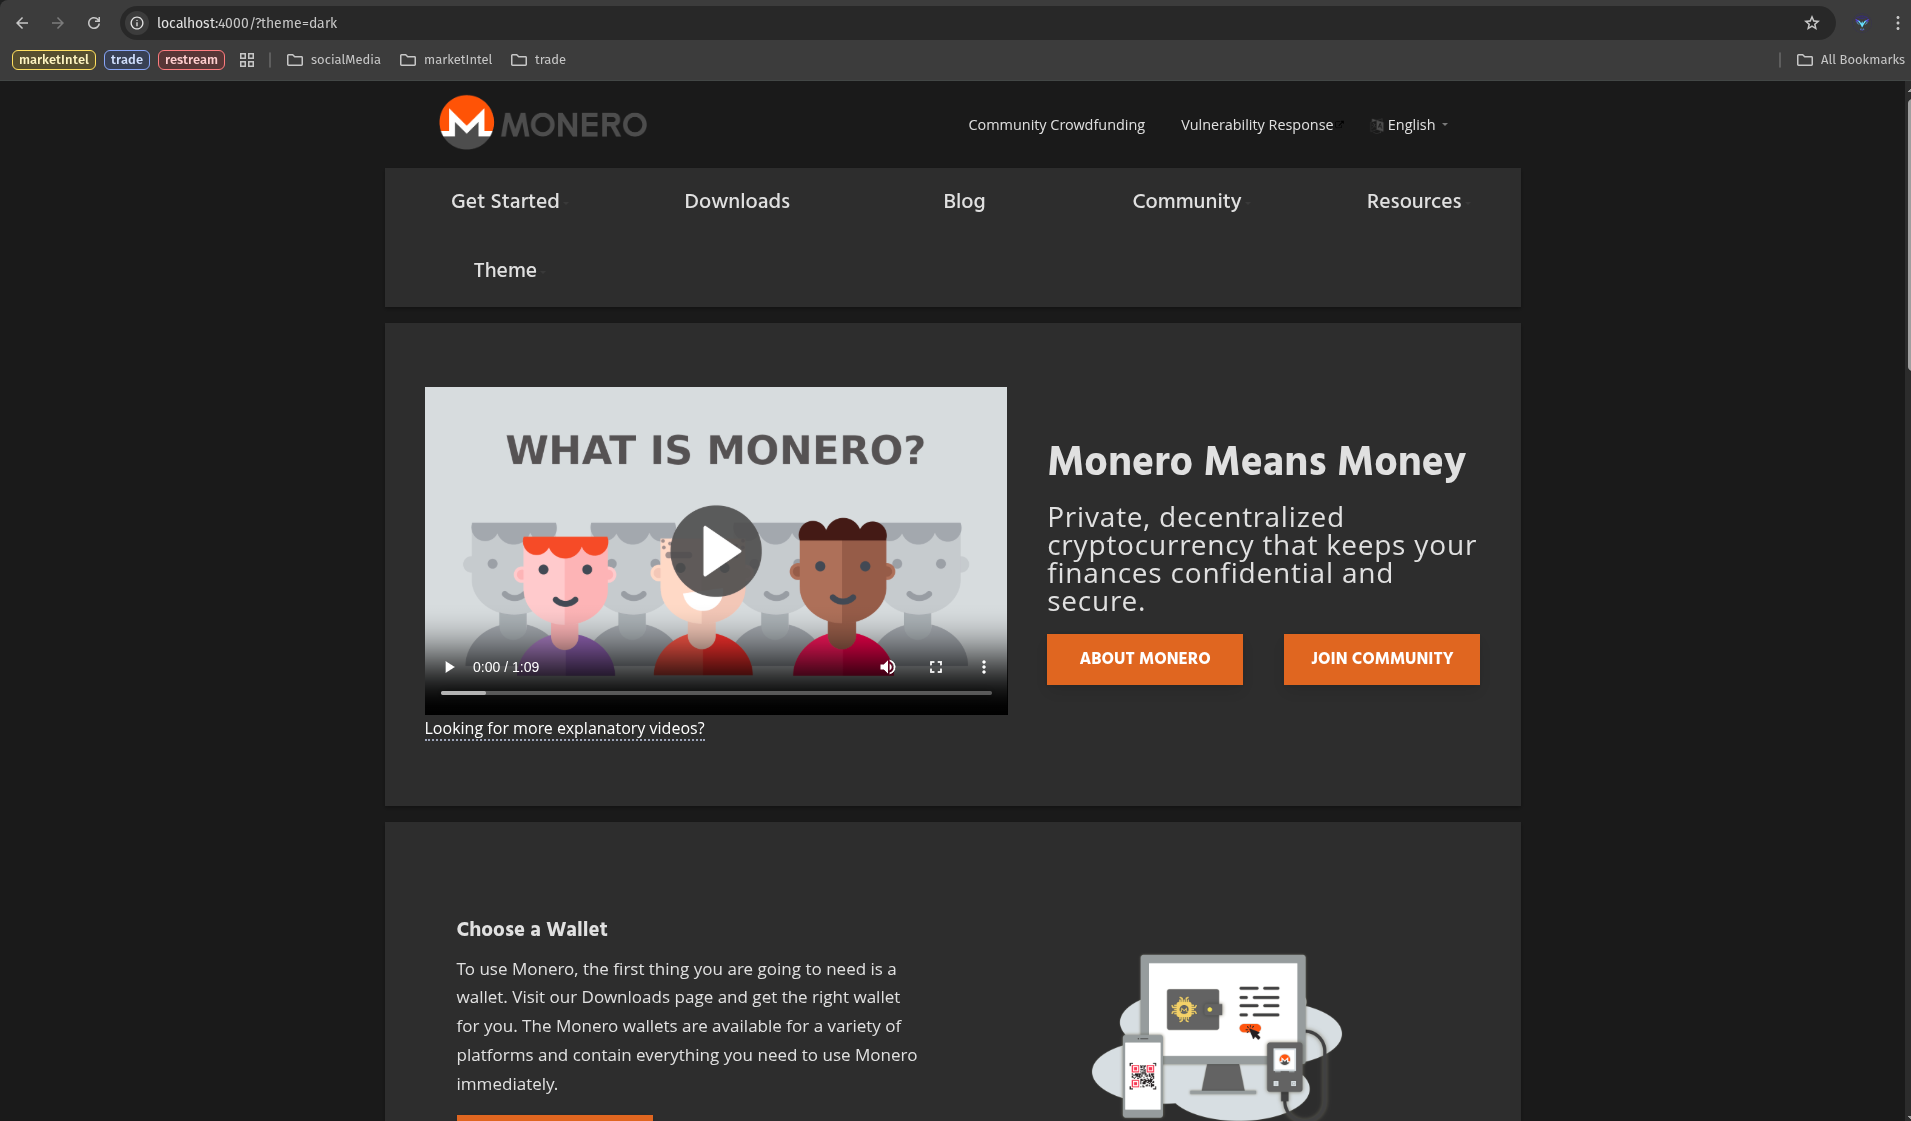 localhost:4000/?theme=dark
marketIntel trade restream socialMedia marketIntel trade All Bookmarks
MONERO
Community Crowdfunding Vulnerability Response English
Get Started Downloads Blog Community Resources
Theme
WHAT IS MONERO?
0:00 / 1:09
Looking for more explanatory videos?
Monero Means Money
Private, decentralized
cryptocurrency that keeps your
finances confidential and
secure.
ABOUT MONERO JOIN COMMUNITY
Choose a Wallet
To use Monero, the first thing you are going to need is a
wallet. Visit our Downloads page and get the right wallet
for you. The Monero wallets are available for a variety of
platforms and contain everything you need to use Monero
immediately.